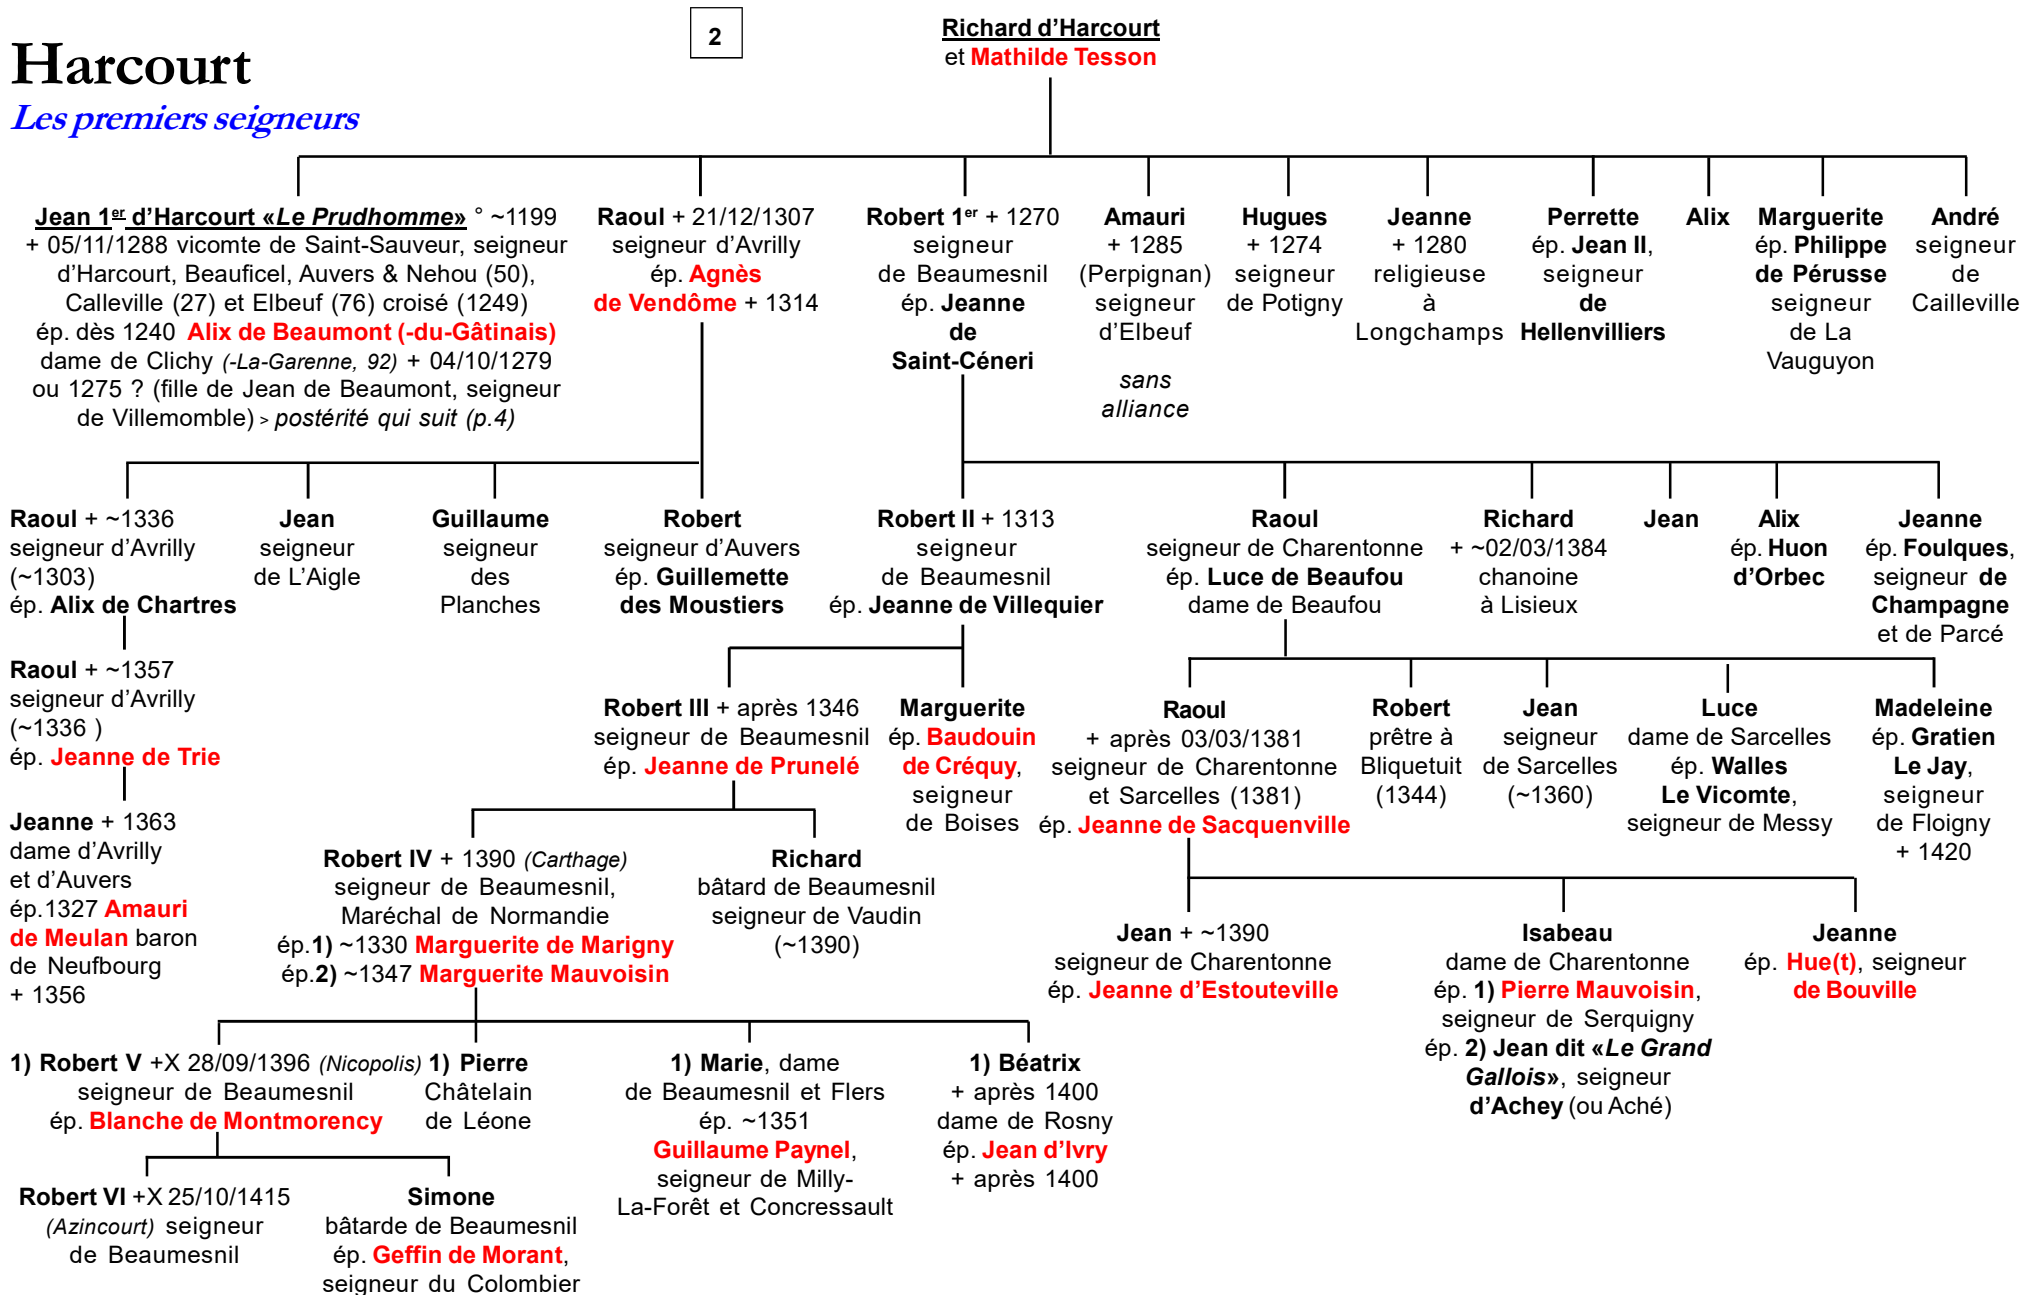 2
Harcourt
Les premiers seigneurs
Richard d’Harcourt
et Mathilde Tesson
Jean 1er d’Harcourt «Le Prudhomme» ° ~1199
+ 05/11/1288 vicomte de Saint-Sauveur, seigneur
d’Harcourt, Beauficel, Auvers & Nehou (50),
Calleville (27) et Elbeuf (76) croisé (1249)
ép. dès 1240 Alix de Beaumont (-du-Gâtinais)
dame de Clichy (-La-Garenne, 92) + 04/10/1279
ou 1275 ? (fille de Jean de Beaumont, seigneur
de Villemomble) > postérité qui suit (p.4)
Raoul + 21/12/1307
seigneur d’Avrilly
ép. Agnès
de Vendôme + 1314
Robert 1er + 1270
seigneur
de Beaumesnil
ép. Jeanne
de
Saint-Céneri
Amauri
+ 1285
(Perpignan)
seigneur
d’Elbeuf
sans
alliance
Hugues
+ 1274
seigneur
de Potigny
Jeanne
+ 1280
religieuse
à
Longchamps
Perrette
ép. Jean II,
seigneur
de
Hellenvilliers
Alix
Marguerite
ép. Philippe
de Pérusse
seigneur
de La
Vauguyon
André
seigneur
de
Cailleville
Raoul + ~1336
seigneur d’Avrilly
(~1303)
ép. Alix de Chartres
Jean
seigneur
de L’Aigle
Guillaume
seigneur
des
Planches
Robert
seigneur d’Auvers
ép. Guillemette
des Moustiers
Robert II + 1313
seigneur
de Beaumesnil
ép. Jeanne de Villequier
Raoul
seigneur de Charentonne
ép. Luce de Beaufou
dame de Beaufou
Richard
+ ~02/03/1384
chanoine
à Lisieux
Jean
Alix
ép. Huon
d’Orbec
Jeanne
ép. Foulques,
seigneur de
Champagne
et de Parcé
Raoul + ~1357
seigneur d’Avrilly
(~1336 )
ép. Jeanne de Trie
Robert III + après 1346
seigneur de Beaumesnil
ép. Jeanne de Prunelé
Marguerite
ép. Baudouin
de Créquy,
seigneur
de Boises
Raoul
+ après 03/03/1381
seigneur de Charentonne
et Sarcelles (1381)
ép. Jeanne de Sacquenville
Robert
prêtre à
Bliquetuit
(1344)
Jean
seigneur
de Sarcelles
(~1360)
Luce
dame de Sarcelles
ép. Walles
Le Vicomte,
seigneur de Messy
Madeleine
ép. Gratien
Le Jay,
seigneur
de Floigny
+ 1420
Jeanne + 1363
dame d’Avrilly
et d’Auvers
ép.1327 Amauri
de Meulan baron
de Neufbourg
+ 1356
Robert IV + 1390 (Carthage)
seigneur de Beaumesnil,
Maréchal de Normandie
ép.1) ~1330 Marguerite de Marigny
ép.2) ~1347 Marguerite Mauvoisin
Richard
bâtard de Beaumesnil
seigneur de Vaudin
(~1390)
Jean + ~1390
seigneur de Charentonne
ép. Jeanne d’Estouteville
Isabeau
dame de Charentonne
ép. 1) Pierre Mauvoisin,
seigneur de Serquigny
ép. 2) Jean dit «Le Grand
Gallois», seigneur
d’Achey (ou Aché)
Jeanne
ép. Hue(t), seigneur
de Bouville
1) Robert V +X 28/09/1396 (Nicopolis)
seigneur de Beaumesnil
ép. Blanche de Montmorency
1) Pierre
Châtelain
de Léone
1) Marie, dame
de Beaumesnil et Flers
ép. ~1351
Guillaume Paynel,
seigneur de Milly-
La-Forêt et Concressault
1) Béatrix
+ après 1400
dame de Rosny
ép. Jean d’Ivry
+ après 1400
Robert VI +X 25/10/1415
(Azincourt) seigneur
de Beaumesnil
Simone
bâtarde de Beaumesnil
ép. Geffin de Morant,
seigneur du Colombier